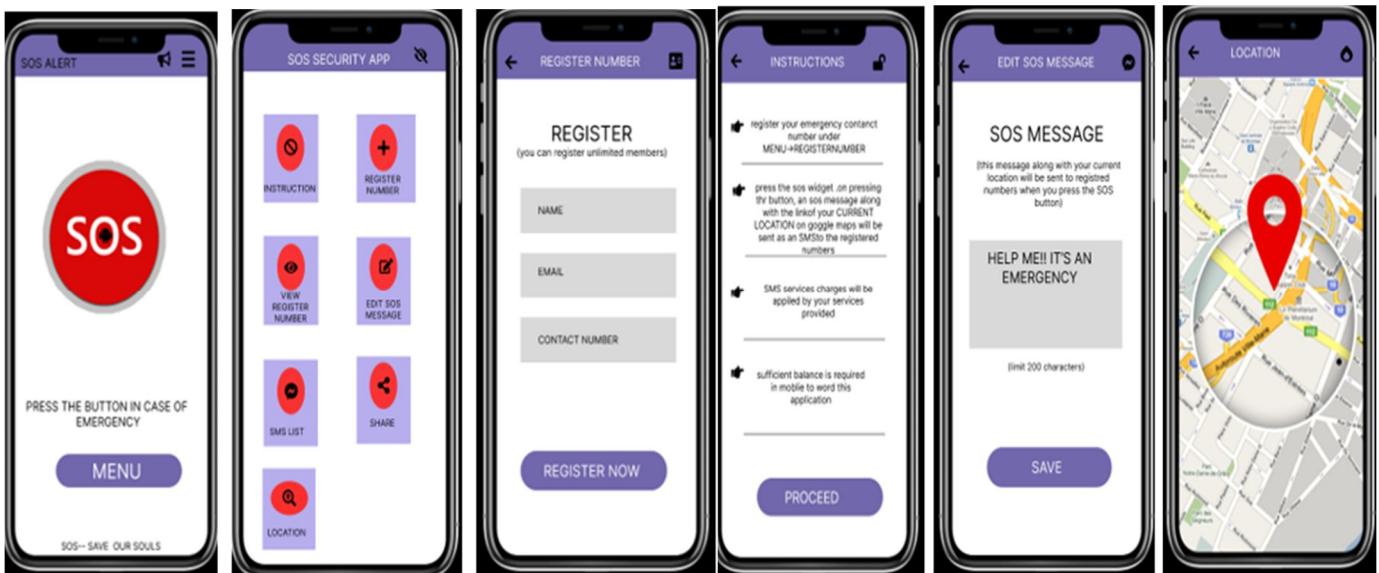 SOS ALERT
SOS
PRESS THE BUTTON IN CASE OF
EMERGENCY
MENU
SOS-- SAVE OUR SOULS
SOS SECURITY APP
INSTRUCTION
REGISTER
NUMBER
VIEW
REGISTER
NUMBER
EDIT SOS
MESSAGE
SMS LIST
SHARE
LOCATION
REGISTER NUMBER
REGISTER
(you can register unlimited members)
NAME
EMAIL
CONTACT NUMBER
REGISTER NOW
INSTRUCTIONS
register your emergency contanct
number under
MENU→REGISTERNUMBER
press the sos widget .on pressing
thr button, an sos message along
with the linkof your CURRENT
LOCATION on goggle maps will be
sent as an SMSto the registered
numbers
SMS services charges will be
appiled by your services
provided
sufficient balance is required
in moblie to word this
application
PROCEED
EDIT SOS MESSAGE
SOS MESSAGE
(this message along with your current
location will be sent to registred
numbers when you press the SOS
button)
HELP ME!! IT'S AN
EMERGENCY
(limit 200 characters)
SAVE
LOCATION
Autoroute Ville-Marie